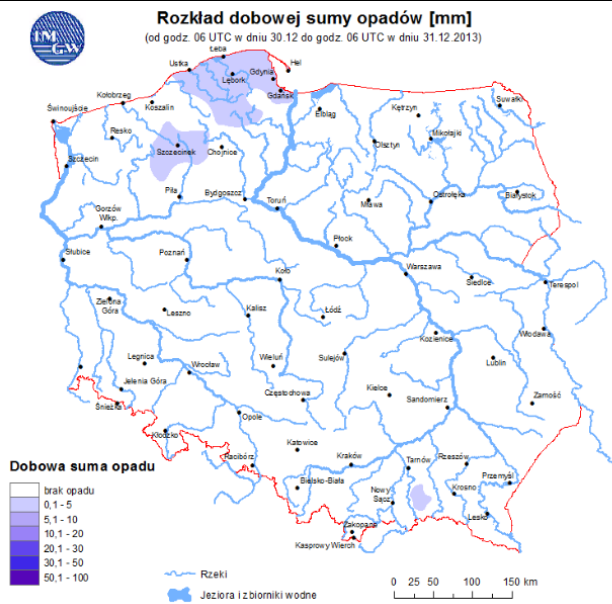 IM
GW
Rozkład dobowej sumy opadów [mm]
(od godz. 06 UTC w dniu 30.12 do godz. 06 UTC w dniu 31.12.2013)
Łeba
Ustka
Hel
Gdynia
Lębork
Gdańsk
Kołobrzeg
Koszalin
Świnoujście
Elbląg
Kętrzyn
Suwałki
Resko
Mikołajki
Olsztyn
Szczecinek
Chojnice
Szczecin
Piła
Bydgoszcz
Toruń
Mława
Ostrołęka
Białystok
Gorzów
Wlkp.
Płock
Słubice
Poznań
Koło
Warszawa
Siedlce
Terespol
Zielona
Góra
Leszno
Kalisz
Łódź
Kozienice
Włodawa
Legnica
Wrocław
Wieluń
Sulejów
Lublin
Jelenia Góra
Śnieżka
Częstochowa
Kielce
Sandomierz
Zamość
Opole
Kłodzko
Katowice
Racibórz
Kraków
Tarnów
Rzeszów
Przemyśl
Bielsko-Biała
Nowy
Sącz
Krosno
Lesko
Zakopane
Kasprowy Wierch
Dobowa suma opadu
brak opadu
0,1 - 5
5,1 - 10
10,1 - 20
20,1 - 30
30,1 - 50
50,1 - 100
Rzeki
Jeziora i zbiorniki wodne
0 25 50 100 150 km